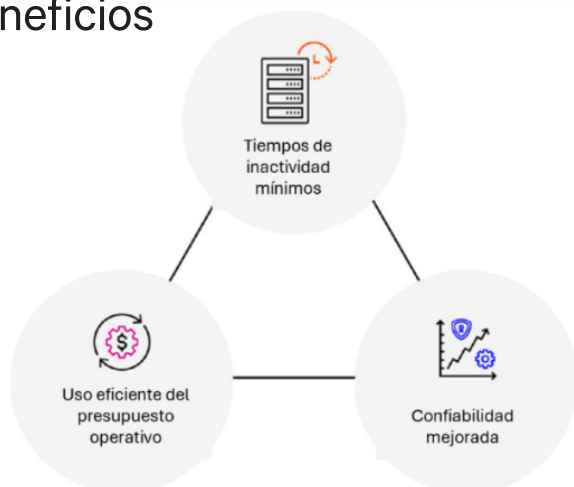 neficios
Tiempos de
inactividad
mínimos
Uso eficiente del
presupuesto
operativo
Confiabilidad
mejorada